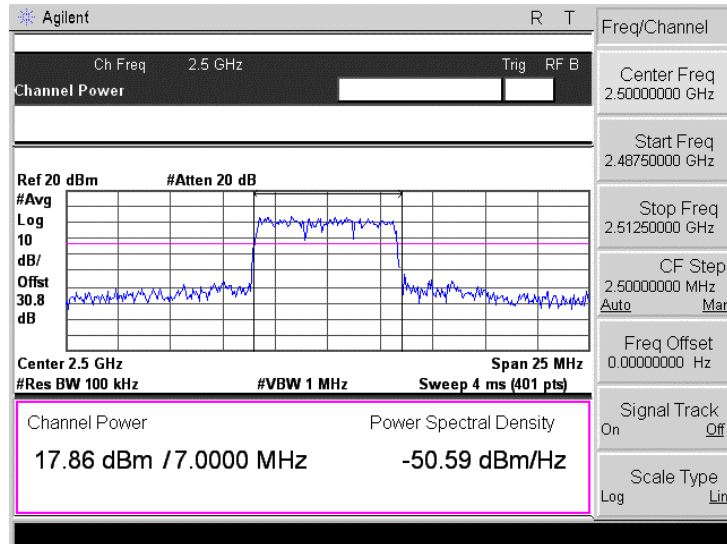 Agilent R T
Ch Freq 2.5 GHz Trig RF B
Channel Power
Ref 20 dBm #Atten 20 dB
#Avg
Log
10
dB/
Offst
30.8
dB
Center 2.5 GHz Span 25 MHz
#Res BW 100 kHz #VBW 1 MHz Sweep 4 ms (401 pts)
Channel Power Power Spectral Density
17.86 dBm / 7.0000 MHz -50.59 dBm/Hz
Freq/Channel
Center Freq
2.50000000 GHz
Start Freq
2.48750000 GHz
Stop Freq
2.51250000 GHz
CF Step
2.50000000 MHz
Auto Man
Freq Offset
0.00000000 Hz
Signal Track
On Off
Scale Type
Log Lin